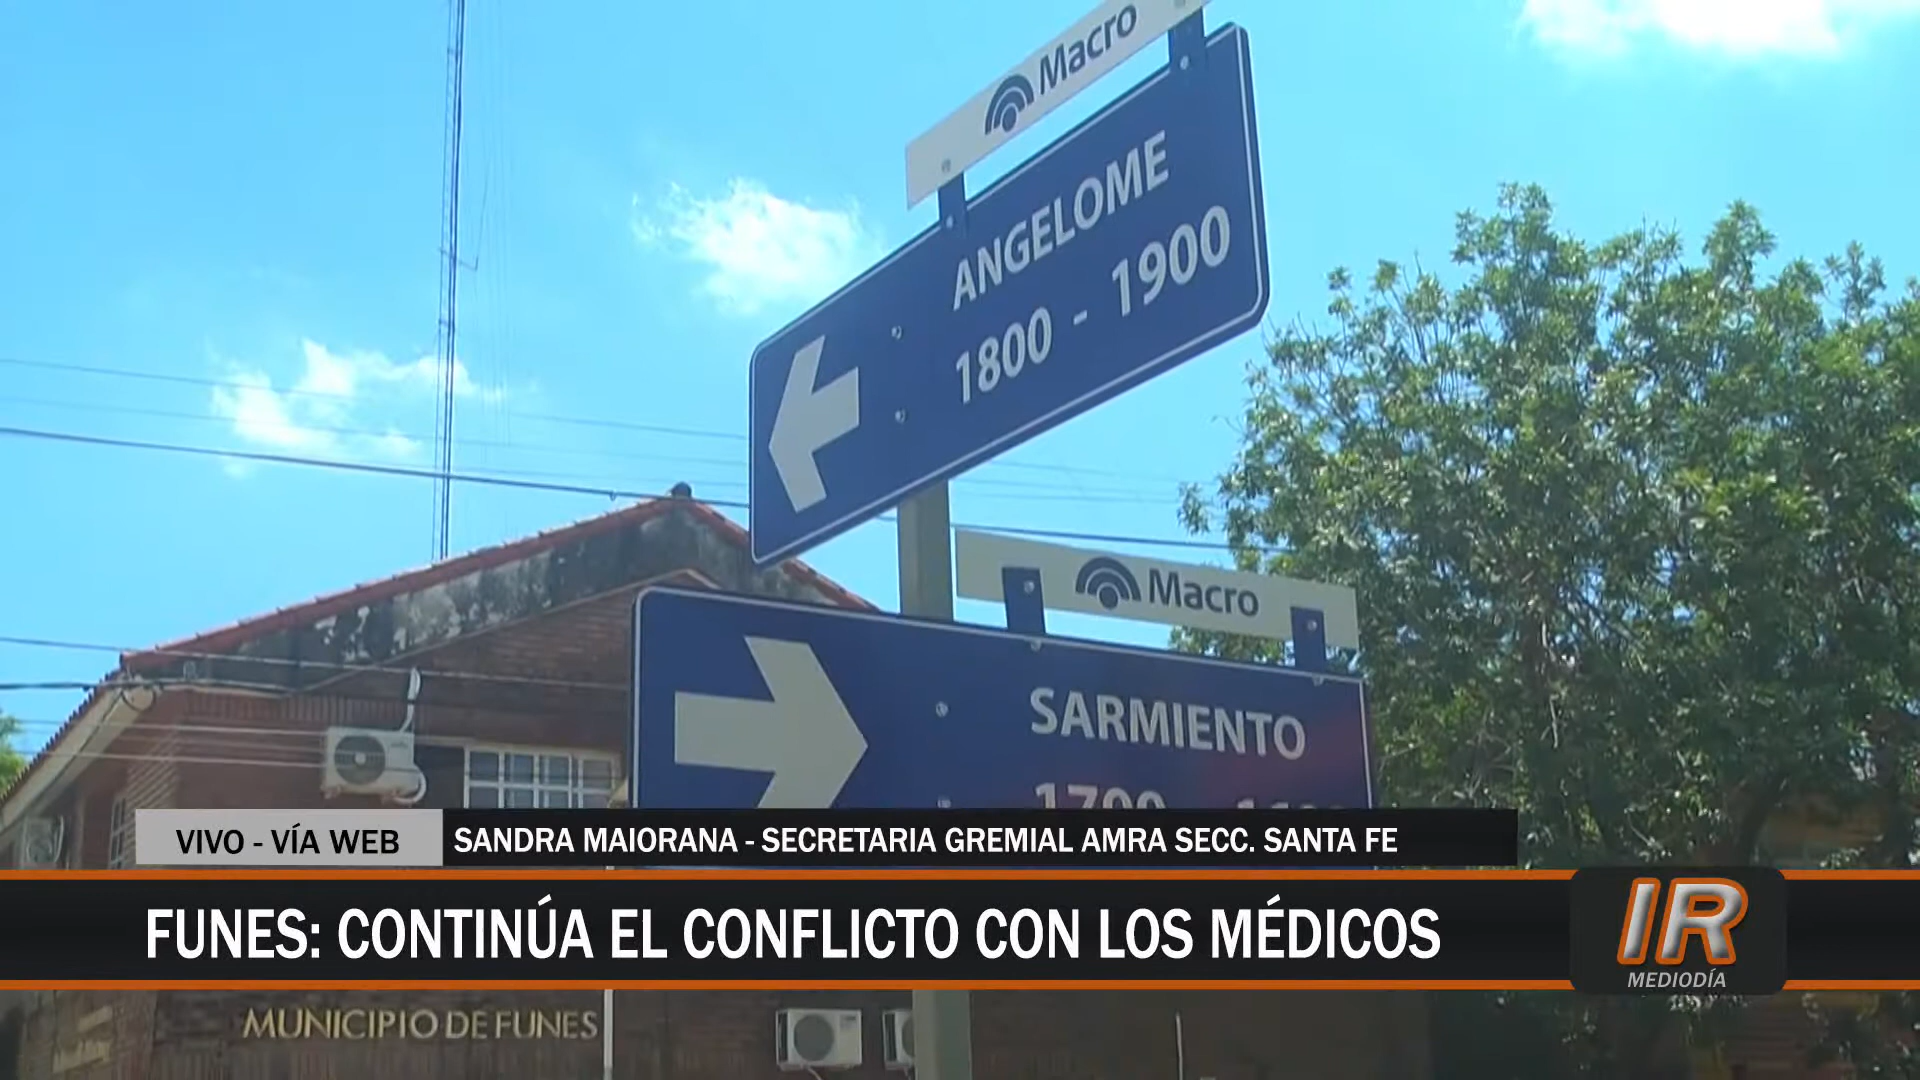 Macro
ANGELOME
1800 - 1900
Macro
SARMIENTO
VIVO - VÍA WEB
SANDRA MAIORANA - SECRETARIA GREMIAL AMRA SECC. SANTA FE
FUNES: CONTINÚA EL CONFLICTO CON LOS MÉDICOS
IR
MEDIODÍA
MUNICIPIO DE FUNES